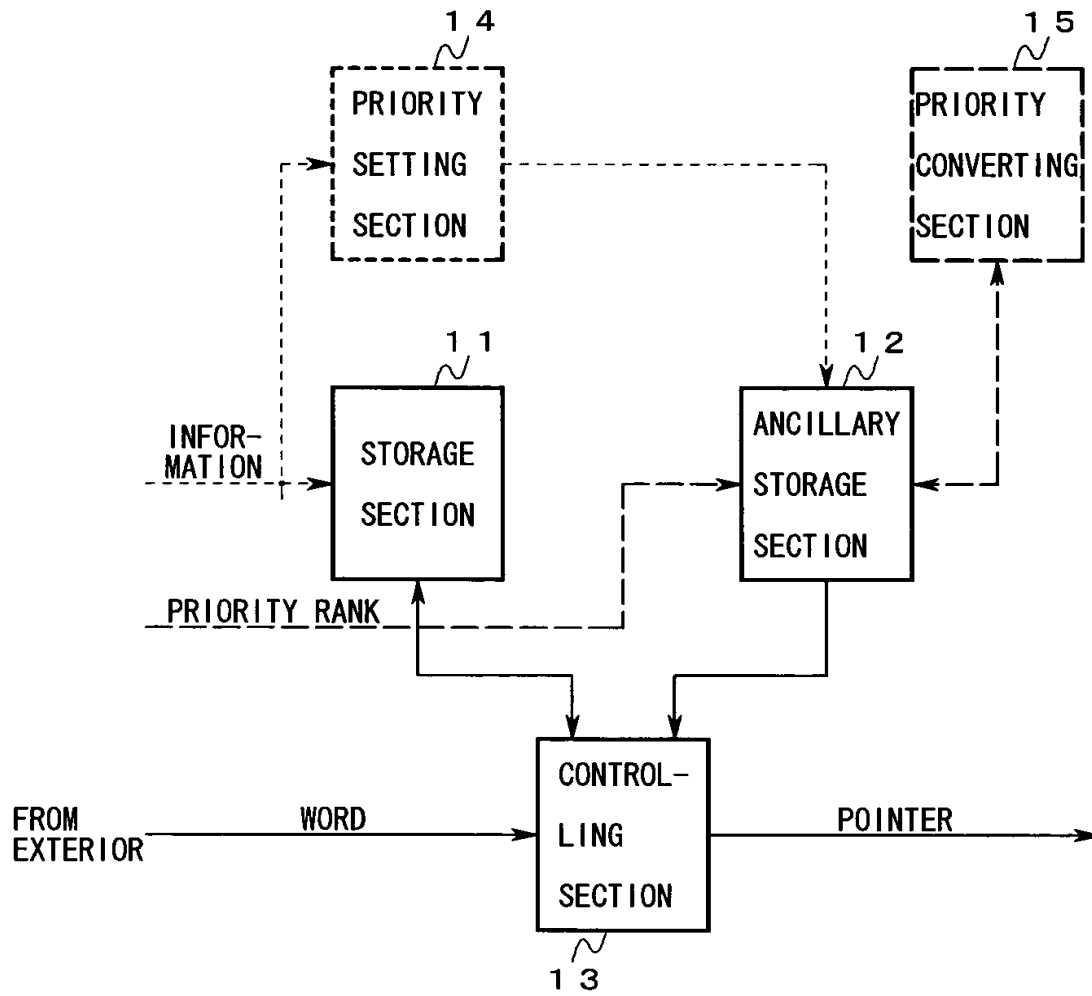 14
15
PRIORITY
SETTING
SECTION
PRIORITY
CONVERTING
SECTION
11
12
INFOR-
MATION
STORAGE
SECTION
ANCILLARY
STORAGE
SECTION
PRIORITY RANK
FROM
EXTERIOR
WORD
CONTROL-
LING
SECTION
POINTER
13